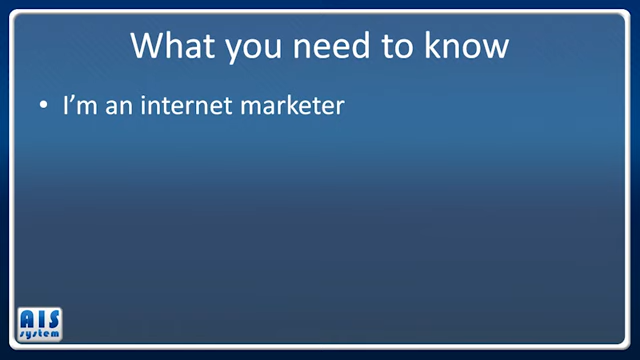 What you need to know
• I'm an internet marketer
AIS
system